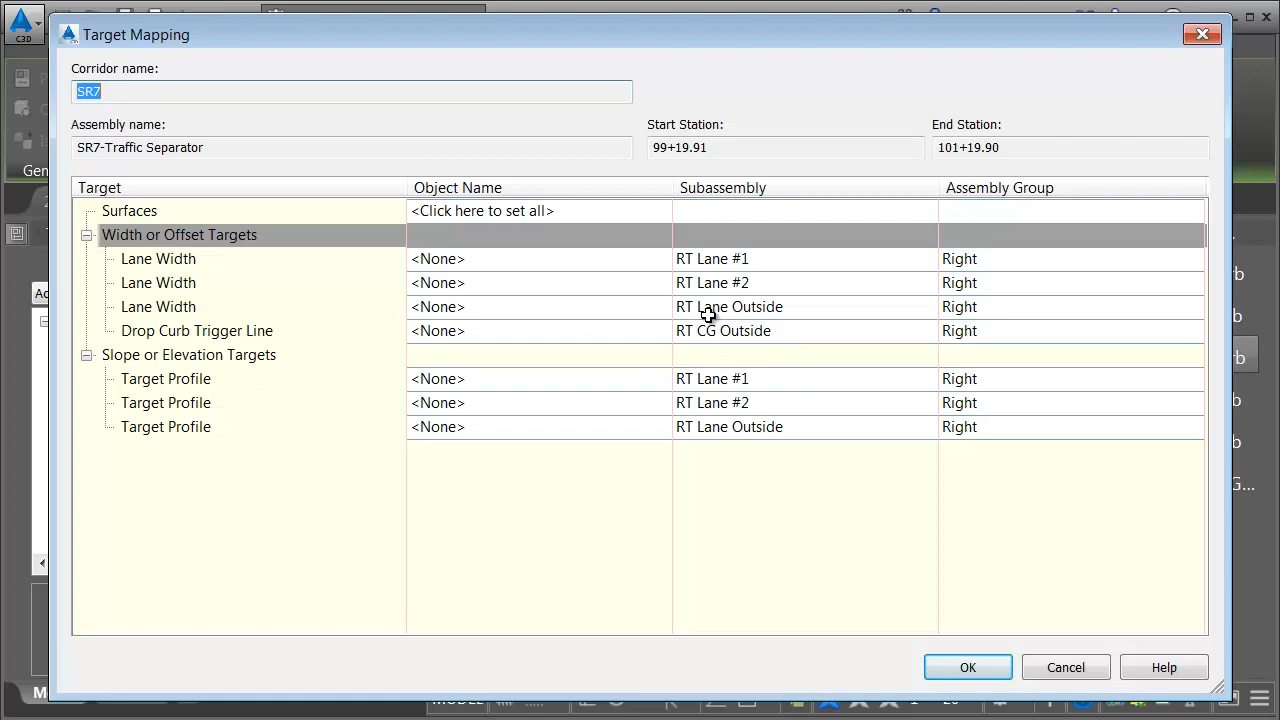 Target Mapping
Corridor name:
SR7
Assembly name:
Start Station:
End Station:
SR7-Traffic Separator
99+19.91
101+19.90
Target
Object Name
Subassembly
Assembly Group
Surfaces
<Click here to set all>
Width or Offset Targets
Lane Width <None> RT Lane #1 Right
Lane Width <None> RT Lane #2 Right
Lane Width <None> RT Lane Outside Right
Drop Curb Trigger Line <None> RT CG Outside Right
Slope or Elevation Targets
Target Profile <None> RT Lane #1 Right
Target Profile <None> RT Lane #2 Right
Target Profile <None> RT Lane Outside Right
OK
Cancel
Help
C3D